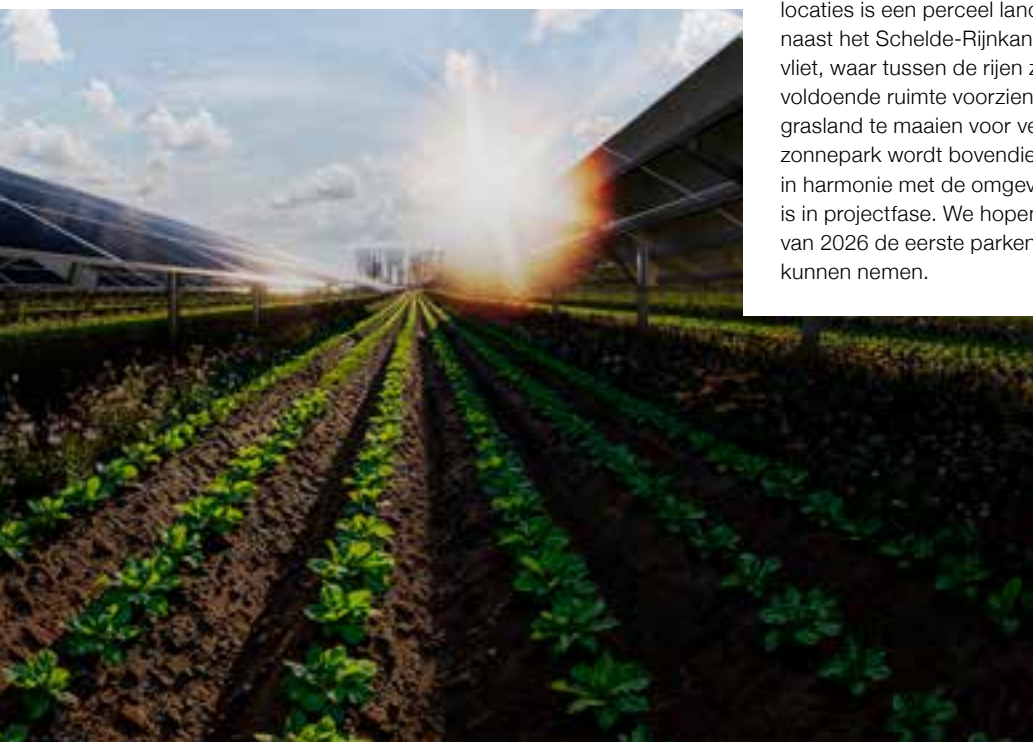 locaties is een perceel land
naast het Schelde-Rijnkan
vliet, waar tussen de rijen z
voldoende ruimte voorzien
grasland te maaien voor ve
zonnepark wordt bovendie
in harmonie met de omgev
is in projectfase. We hopen
van 2026 de eerste parken
kunnen nemen.